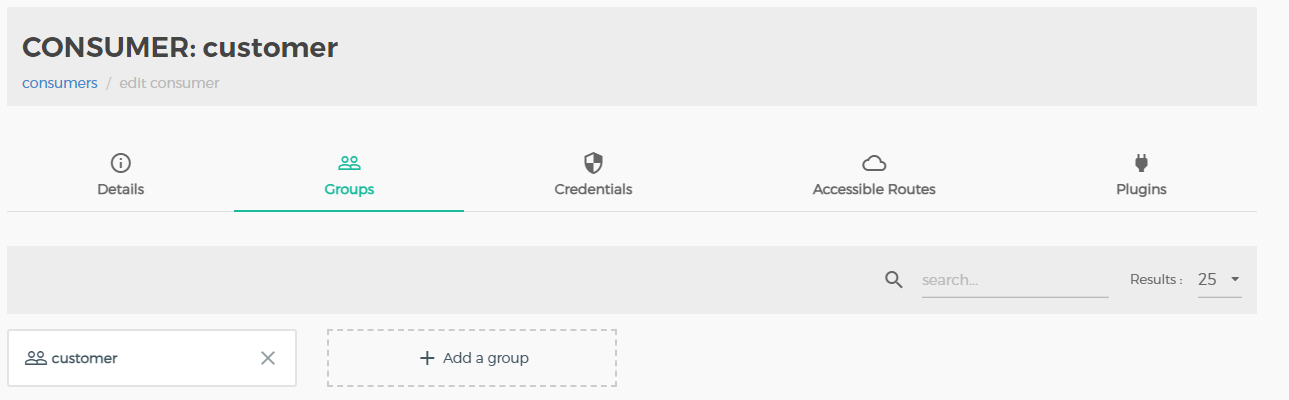 CONSUMER: customer
consumers / edit consumer
Details Groups Credentials Accessible Routes Plugins
search... Results : 25
customer Add a group